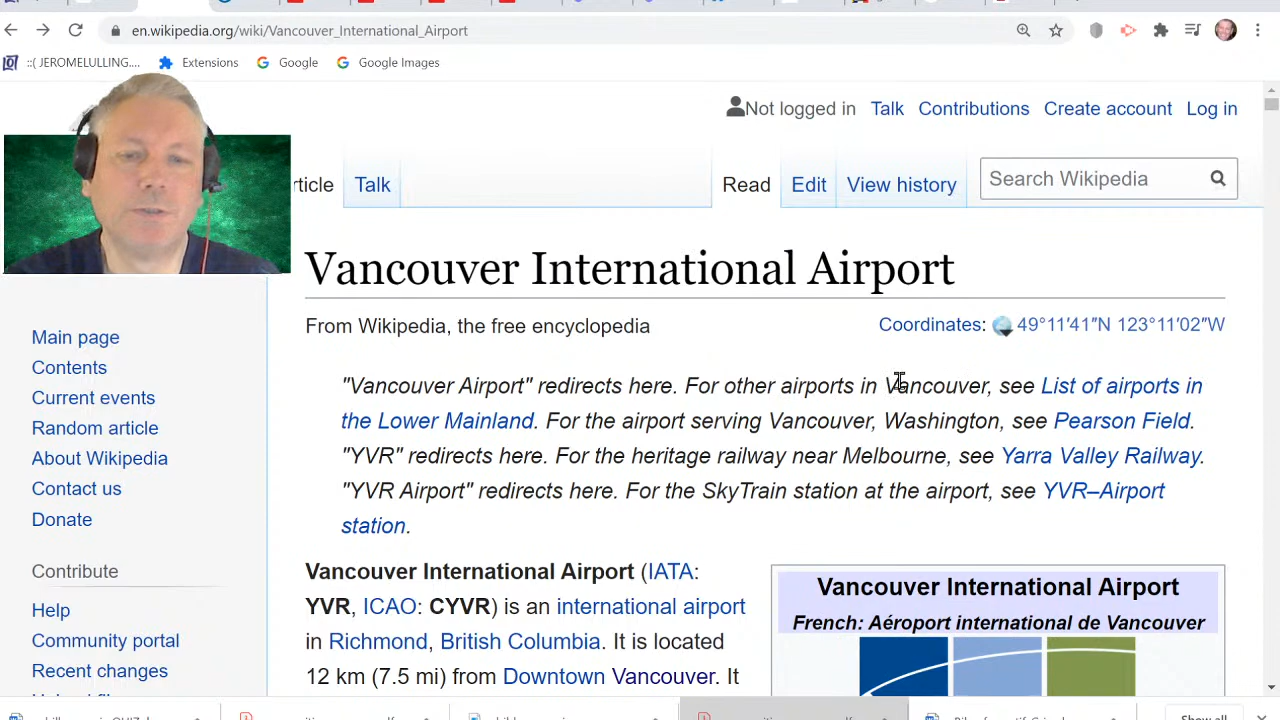 en.wikipedia.org/wiki/Vancouver_International_Airport
::( JEROMELULLING.... Extensions Google Google Images
Not logged in Talk Contributions Create account Log in
rticle Talk Read Edit View history Search Wikipedia
Vancouver International Airport
From Wikipedia, the free encyclopedia
Coordinates: 49°11′41″N 123°11′02″W
"Vancouver Airport" redirects here. For other airports in Vancouver, see List of airports in
the Lower Mainland. For the airport serving Vancouver, Washington, see Pearson Field.
"YVR" redirects here. For the heritage railway near Melbourne, see Yarra Valley Railway.
"YVR Airport" redirects here. For the SkyTrain station at the airport, see YVR–Airport
station.
Main page
Contents
Current events
Random article
About Wikipedia
Contact us
Donate
Contribute
Help
Community portal
Recent changes
Vancouver International Airport (IATA:
YVR, ICAO: CYVR) is an international airport
in Richmond, British Columbia. It is located
12 km (7.5 mi) from Downtown Vancouver. It
Vancouver International Airport
French: Aéroport international de Vancouver
Show all